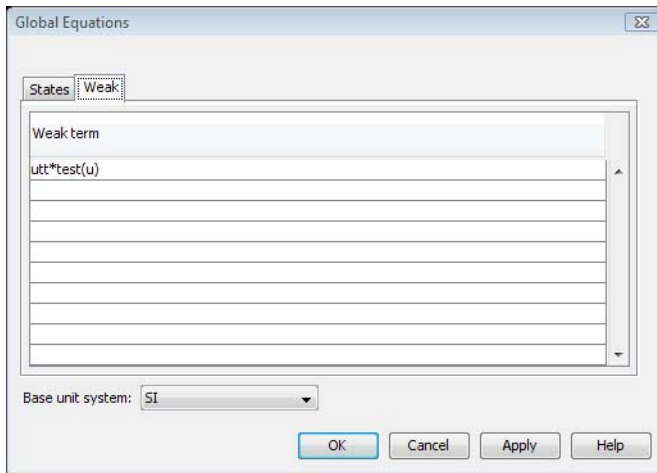 Global Equations
States Weak
Weak term
utt*test(u)
Base unit system: SI
OK Cancel Apply Help